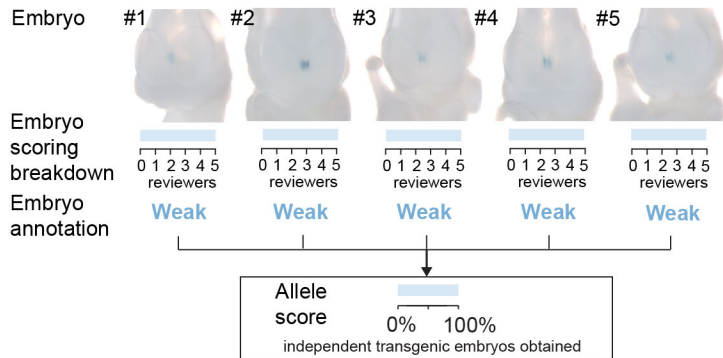 Embryo #1 #2 #3 #4 #5
Embryo
scoring
breakdown
0 1 2 3 4 5 0 1 2 3 4 5 0 1 2 3 4 5 0 1 2 3 4 5 0 1 2 3 4 5
reviewers reviewers reviewers reviewers reviewers
Embryo
annotation
Weak Weak Weak Weak Weak
Allele
score
0% 100%
independent transgenic embryos obtained